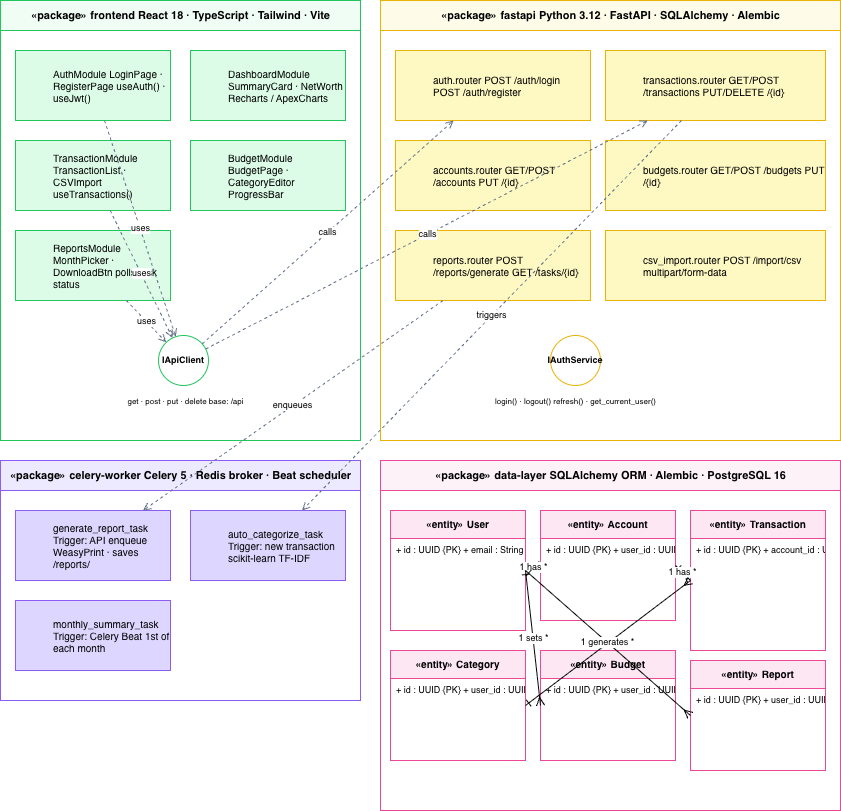 «package» frontend React 18 · TypeScript · Tailwind · Vite
AuthModule LoginPage ·
RegisterPage useAuth() ·
useJwt()
DashboardModule
SummaryCard · NetWorth
Recharts / ApexCharts
TransactionModule
TransactionList ·
CSVImport
useTransactions()
BudgetModule
BudgetPage ·
CategoryEditor
ProgressBar
ReportsModule
MonthPicker ·
DownloadBtn
status
uses
uses
uses
IApiClient
get · post · put · delete base: /api
«package» fastapi Python 3.12 · FastAPI · SQLAlchemy · Alembic
auth.router POST /auth/login
POST /auth/register
transactions.router GET/POST
/transactions PUT/DELETE /{id}
accounts.router GET/POST
/accounts PUT /{id}
budgets.router GET/POST /budgets PUT
/{id}
reports.router POST
/reports/generate GET /tasks/{id}
csv_import.router POST /import/csv
multipart/form-data
calls
calls
triggers
enqueues
IAuthService
login() · logout() refresh() · get_current_user()
«package» celery-worker Celery 5 · Redis broker · Beat scheduler
generate_report_task
Trigger: API enqueue
WeasyPrint · saves
/reports/
auto_categorize_task
Trigger: new transaction
scikit-learn TF-IDF
monthly_summary_task
Trigger: Celery Beat 1st of
each month
«package» data-layer SQLAlchemy ORM · Alembic · PostgreSQL 16
«entity» User
+ id : UUID {PK} + email : String
«entity» Account
+ id : UUID {PK} + user_id : UUI
«entity» Transaction
+ id : UUID {PK} + account_id : U
1 has *
1 has *
1 sets *
1 generates *
«entity» Category
+ id : UUID {PK} + user_id : UUI
«entity» Budget
+ id : UUID {PK} + user_id : UUI
«entity» Report
+ id : UUID {PK} + user_id : UUI